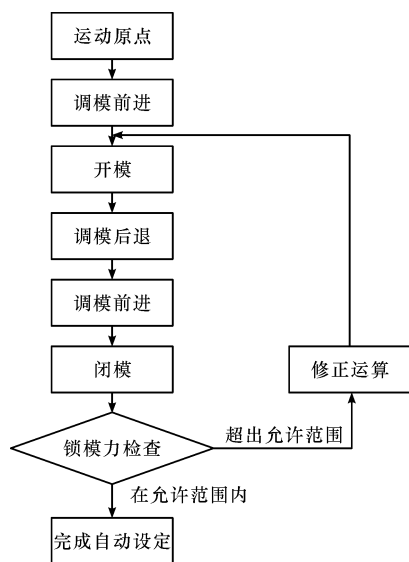 运动原点
调模前进
开模
调模后退
调模前进
闭模
修正运算
锁模力检查
超出允许范围
在允许范围内
完成自动设定